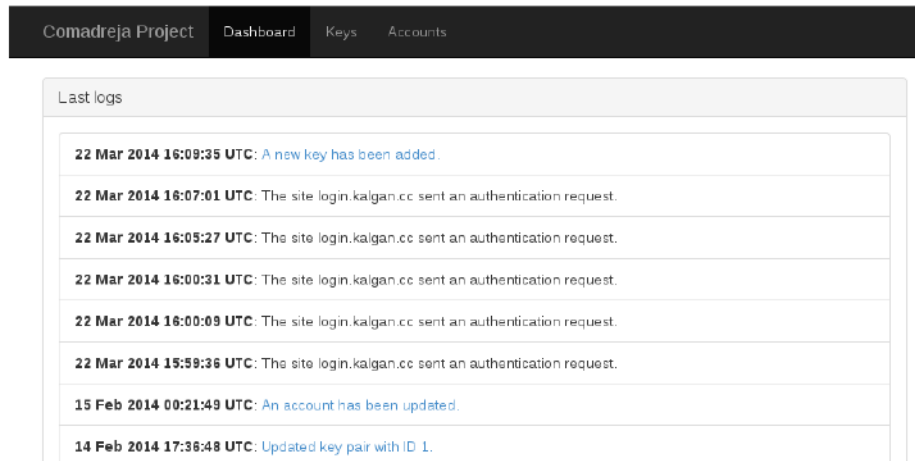 Comadreja Project Dashboard Keys Accounts
Last logs
22 Mar 2014 16:09:35 UTC: A new key has been added.
22 Mar 2014 16:07:01 UTC: The site login.kalgan.cc sent an authentication request.
22 Mar 2014 16:05:27 UTC: The site login.kalgan.cc sent an authentication request.
22 Mar 2014 16:00:31 UTC: The site login.kalgan.cc sent an authentication request.
22 Mar 2014 16:00:09 UTC: The site login.kalgan.cc sent an authentication request.
22 Mar 2014 15:59:36 UTC: The site login.kalgan.cc sent an authentication request.
15 Feb 2014 00:21:49 UTC: An account has been updated.
14 Feb 2014 17:36:48 UTC: Updated key pair with ID 1.